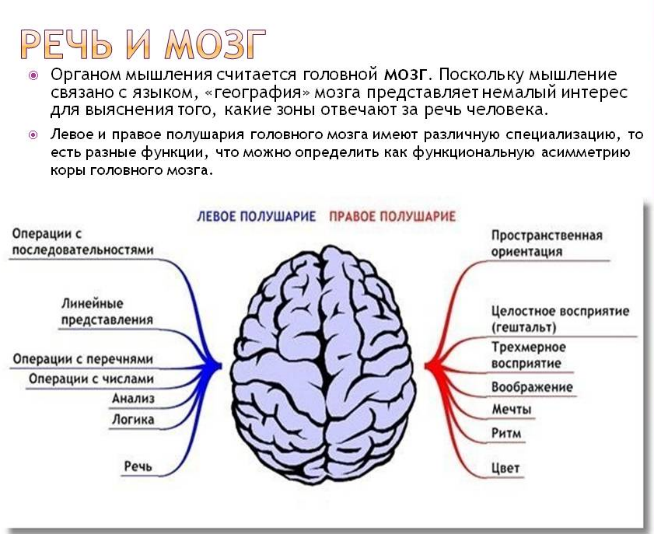 РЕЧЬ И МОЗГ
Органом мышления считается головной мозг. Поскольку мышление
связано с языком, «география» мозга представляет немалый интерес
для выяснения того, какие зоны отвечают за речь человека.
Левое и правое полушария головного мозга имеют различную специализацию, то
есть разные функции, что можно определить как функциональную асимметрию
коры головного мозга.
ЛЕВОЕ ПОЛУШАРИЕ ПРАВОЕ ПОЛУШАРИЕ
Операции с
последовательностями
Линейные
представления
Операции с перечнями
Операции с числами
Анализ
Логика
Речь
Пространственная
ориентация
Целостное восприятие
(гештальт)
Трехмерное
восприятие
Воображение
Мечты
Ритм
Цвет